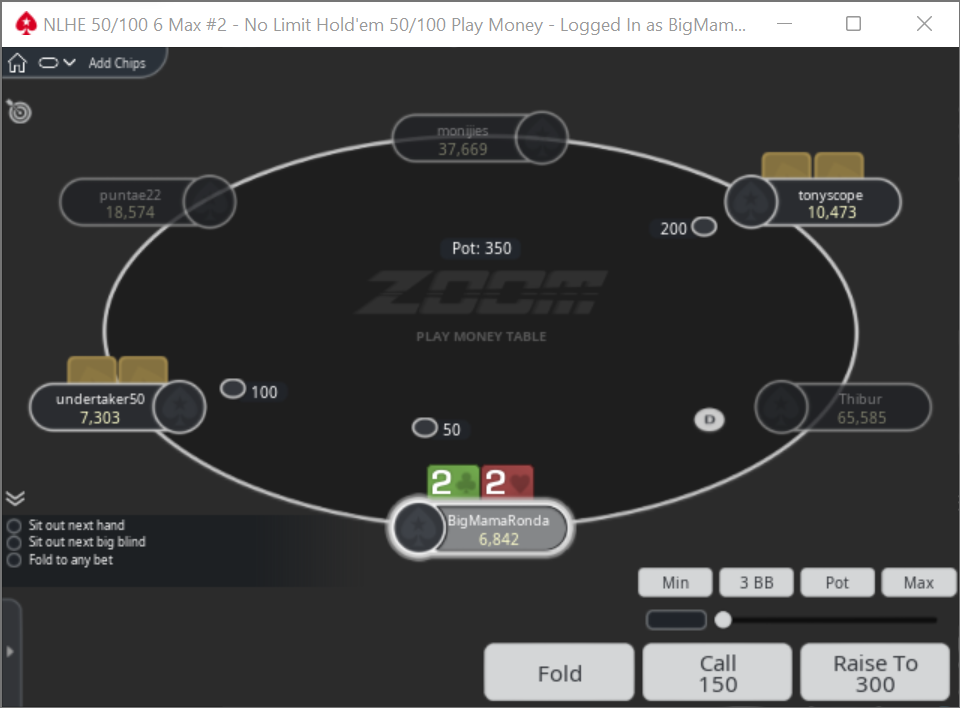 NLHE 50/100 6 Max #2 - No Limit Hold'em 50/100 Play Money - Logged In as BigMam...
Add Chips
monijies
37,669
puntae22
18,574
tonyscope
10,473
200
Pot: 350
ZOOM
PLAY MONEY TABLE
undertaker50
7,303
100
50
D
Thibur
65,585
2 2
BigMamaRonda
6,842
Sit out next hand
Sit out next big blind
Fold to any bet
Min
3 BB
Pot
Max
Fold
Call
150
Raise To
300